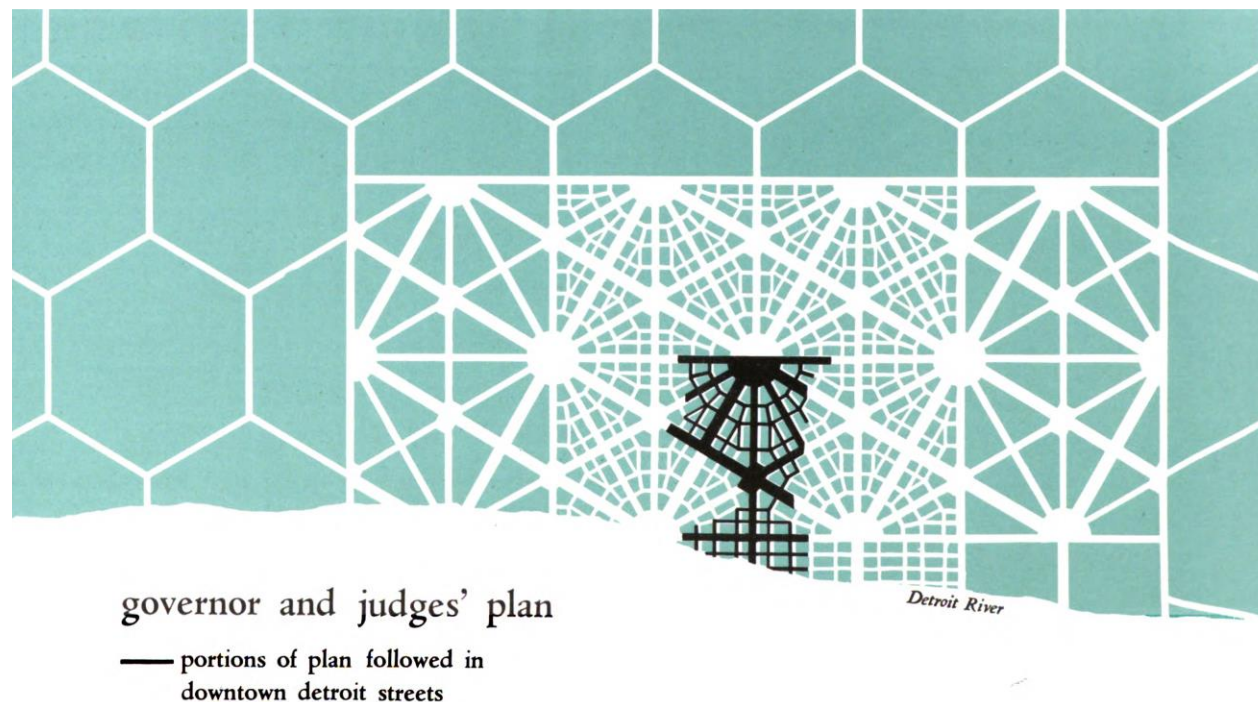 Detroit River
governor and judges’ plan
portions of plan followed in
downtown detroit streets